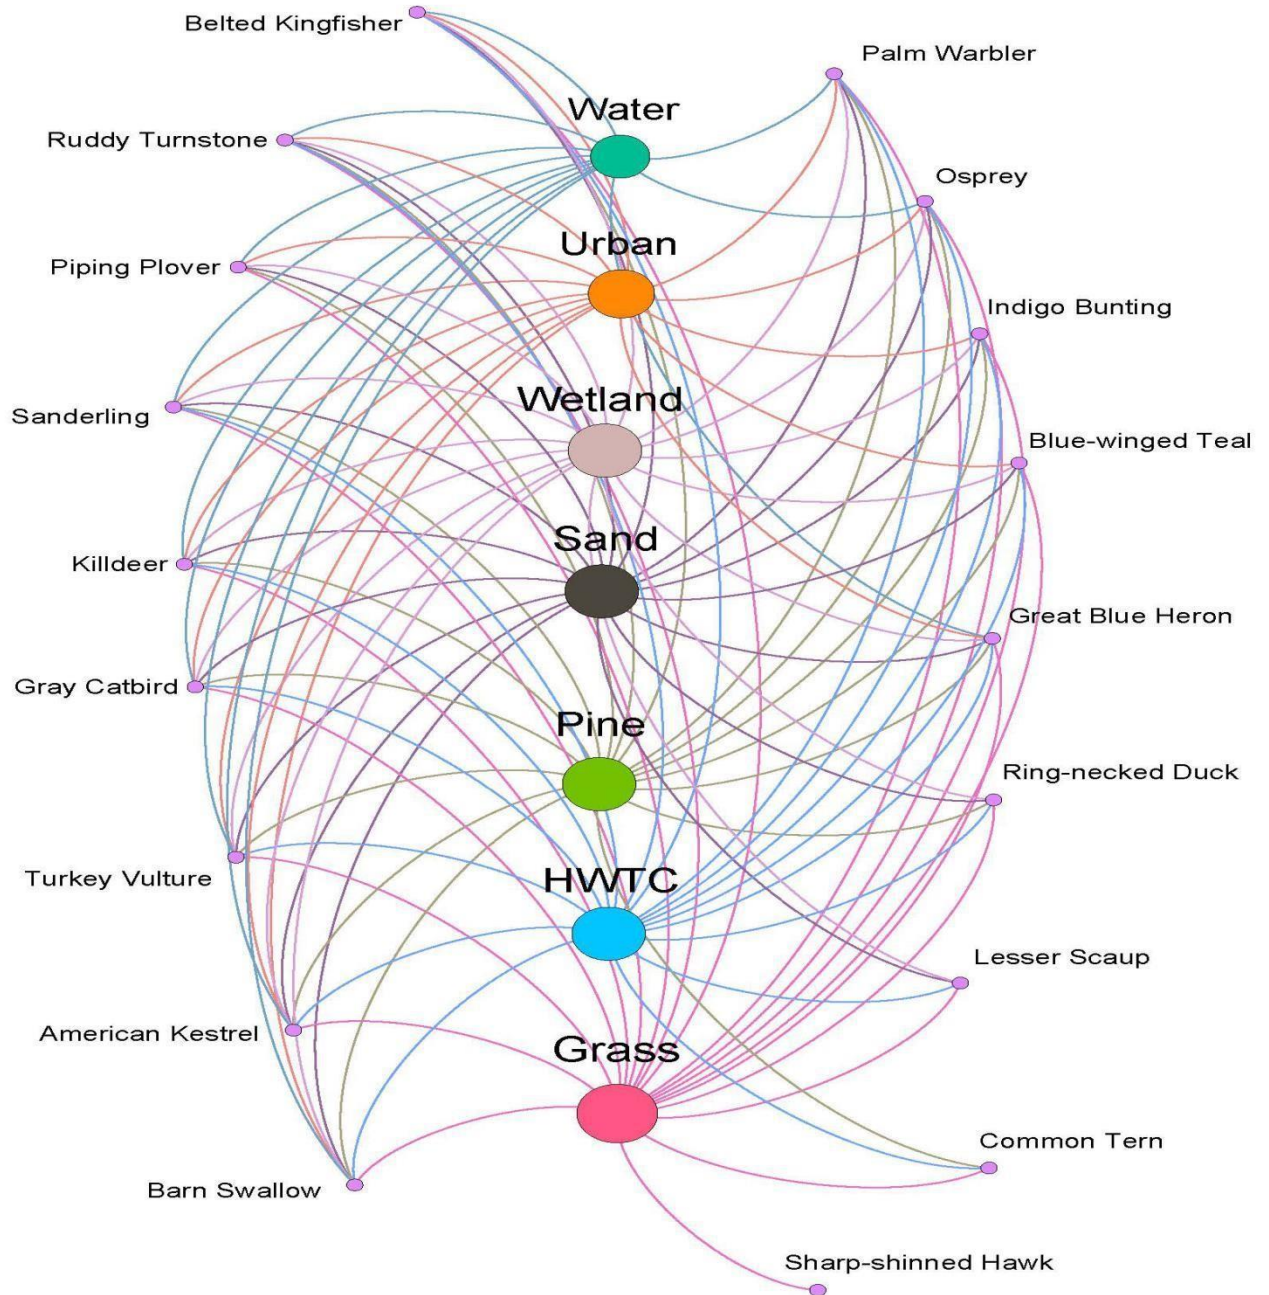 Belted Kingfisher
Palm Warbler
Water
Ruddy Turnstone
Osprey
Urban
Piping Plover
Indigo Bunting
Wetland
Sanderling
Blue-winged Teal
Sand
Killdeer
Great Blue Heron
Gray Catbird
Pine
Ring-necked Duck
Turkey Vulture
HWTC
Lesser Scaup
American Kestrel
Grass
Common Tern
Barn Swallow
Sharp-shinned Hawk